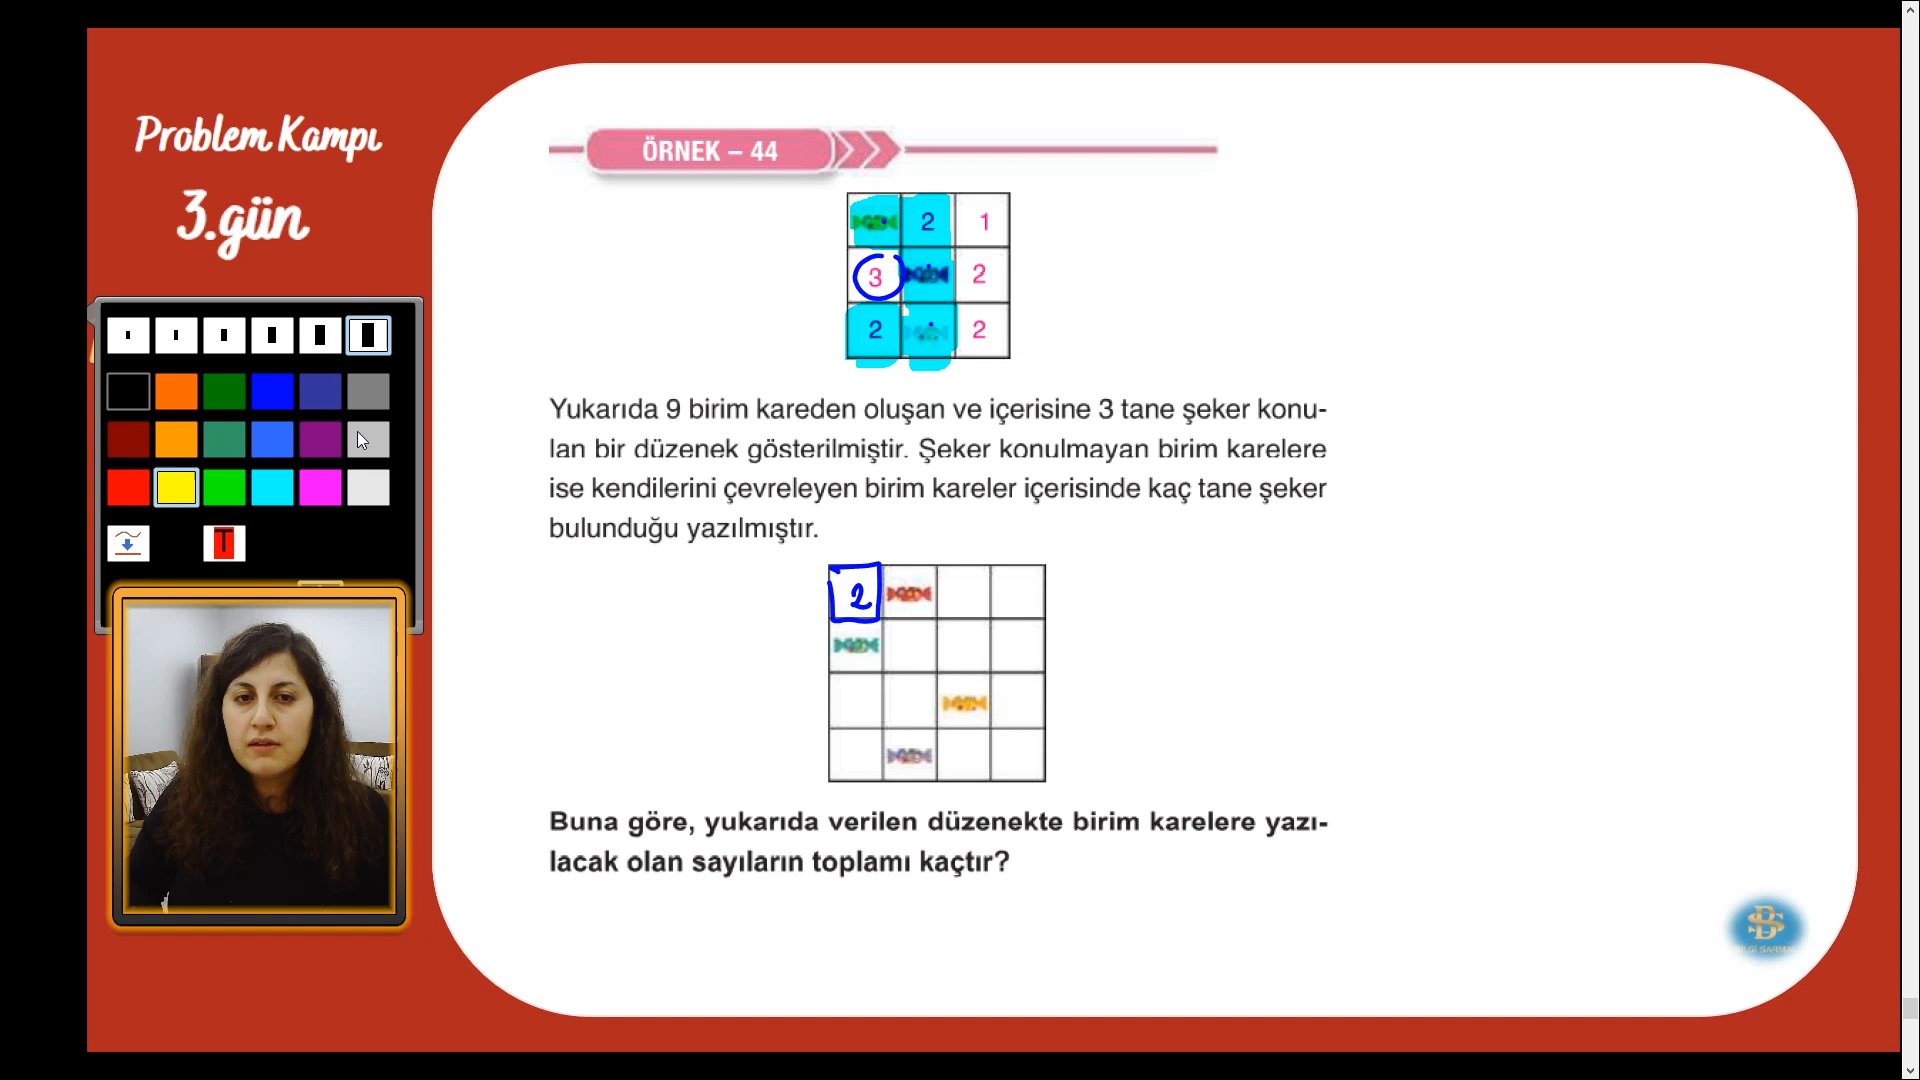 Problem Kampı
3.gün
ÖRNEK – 44
2 1
3 2
2 2
Yukarıda 9 birim kareden oluşan ve içerisine 3 tane şeker konu-
lan bir düzenek gösterilmiştir. Şeker konulmayan birim karelere
ise kendilerini çevreleyen birim kareler içerisinde kaç tane şeker
bulunduğu yazılmıştır.
2
Buna göre, yukarıda verilen düzenekte birim karelere yazı-
lacak olan sayıların toplamı kaçtır?
T